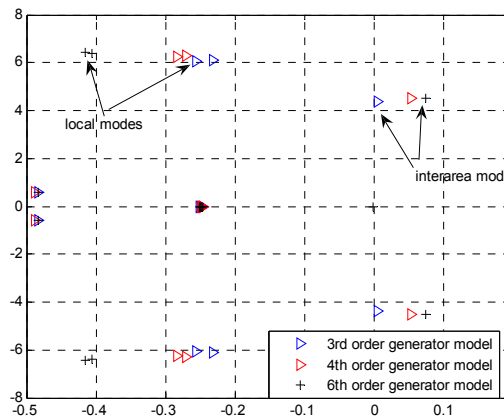 8
6
4
2
0
-2
-4
-6
-8
local modes
interarea mod
3rd order generator model
4th order generator model
6th order generator model
-0.5 -0.4 -0.3 -0.2 -0.1 0 0.1